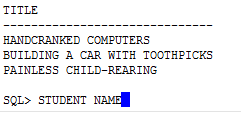 TITLE
------------------------------
HANDCRANKED COMPUTERS
BUILDING A CAR WITH TOOTHPICKS
PAINLESS CHILD-REARING
SQL> STUDENT NAME